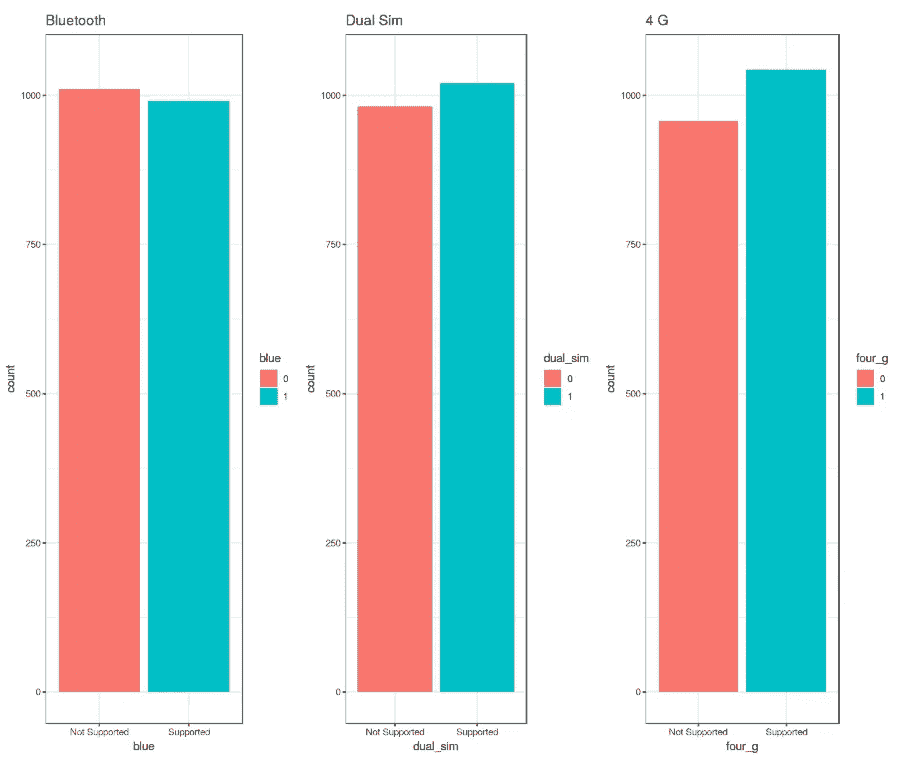 Bluetooth
1000
750
500
250
0
count
Not Supported
Supported
blue
blue
0
1
Dual Sim
1000
750
500
250
0
count
Not Supported
Supported
dual_sim
dual_sim
0
1
4 G
1000
750
500
250
0
count
Not Supported
Supported
four_g
four_g
0
1